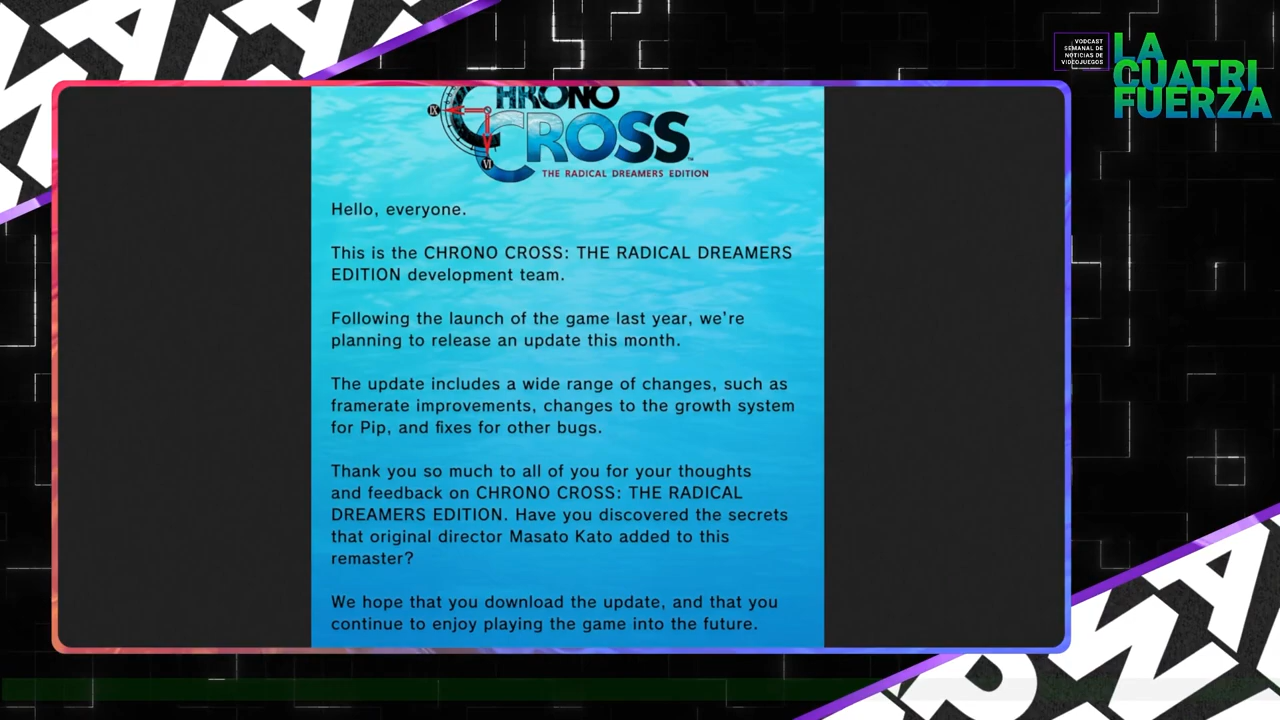 VODCAST
SEMANAL DE
NOTICIAS DE
VIDEOJUEGOS
LA
CUATRI
FUERZA
CHRONO
CROSS™
THE RADICAL DREAMERS EDITION
IX
VI
Hello, everyone.
This is the CHRONO CROSS: THE RADICAL DREAMERS
EDITION development team.
Following the launch of the game last year, we’re
planning to release an update this month.
The update includes a wide range of changes, such as
framerate improvements, changes to the growth system
for Pip, and fixes for other bugs.
Thank you so much to all of you for your thoughts
and feedback on CHRONO CROSS: THE RADICAL
DREAMERS EDITION. Have you discovered the secrets
that original director Masato Kato added to this
remaster?
We hope that you download the update, and that you
continue to enjoy playing the game into the future.